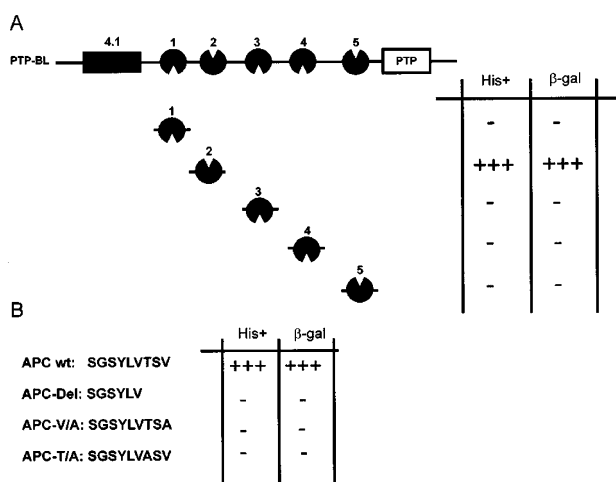 A
4.1 1 2 3 4 5
PTP-BL PTP
His+ β-gal
1 - -
2 +++ +++
3 - -
4 - -
5 - -
B
His+ β-gal
APC wt: SGSYLVTSV +++ +++
APC-Del: SGSYLV - -
APC-V/A: SGSYLVTSA - -
APC-T/A: SGSYLVASV - -